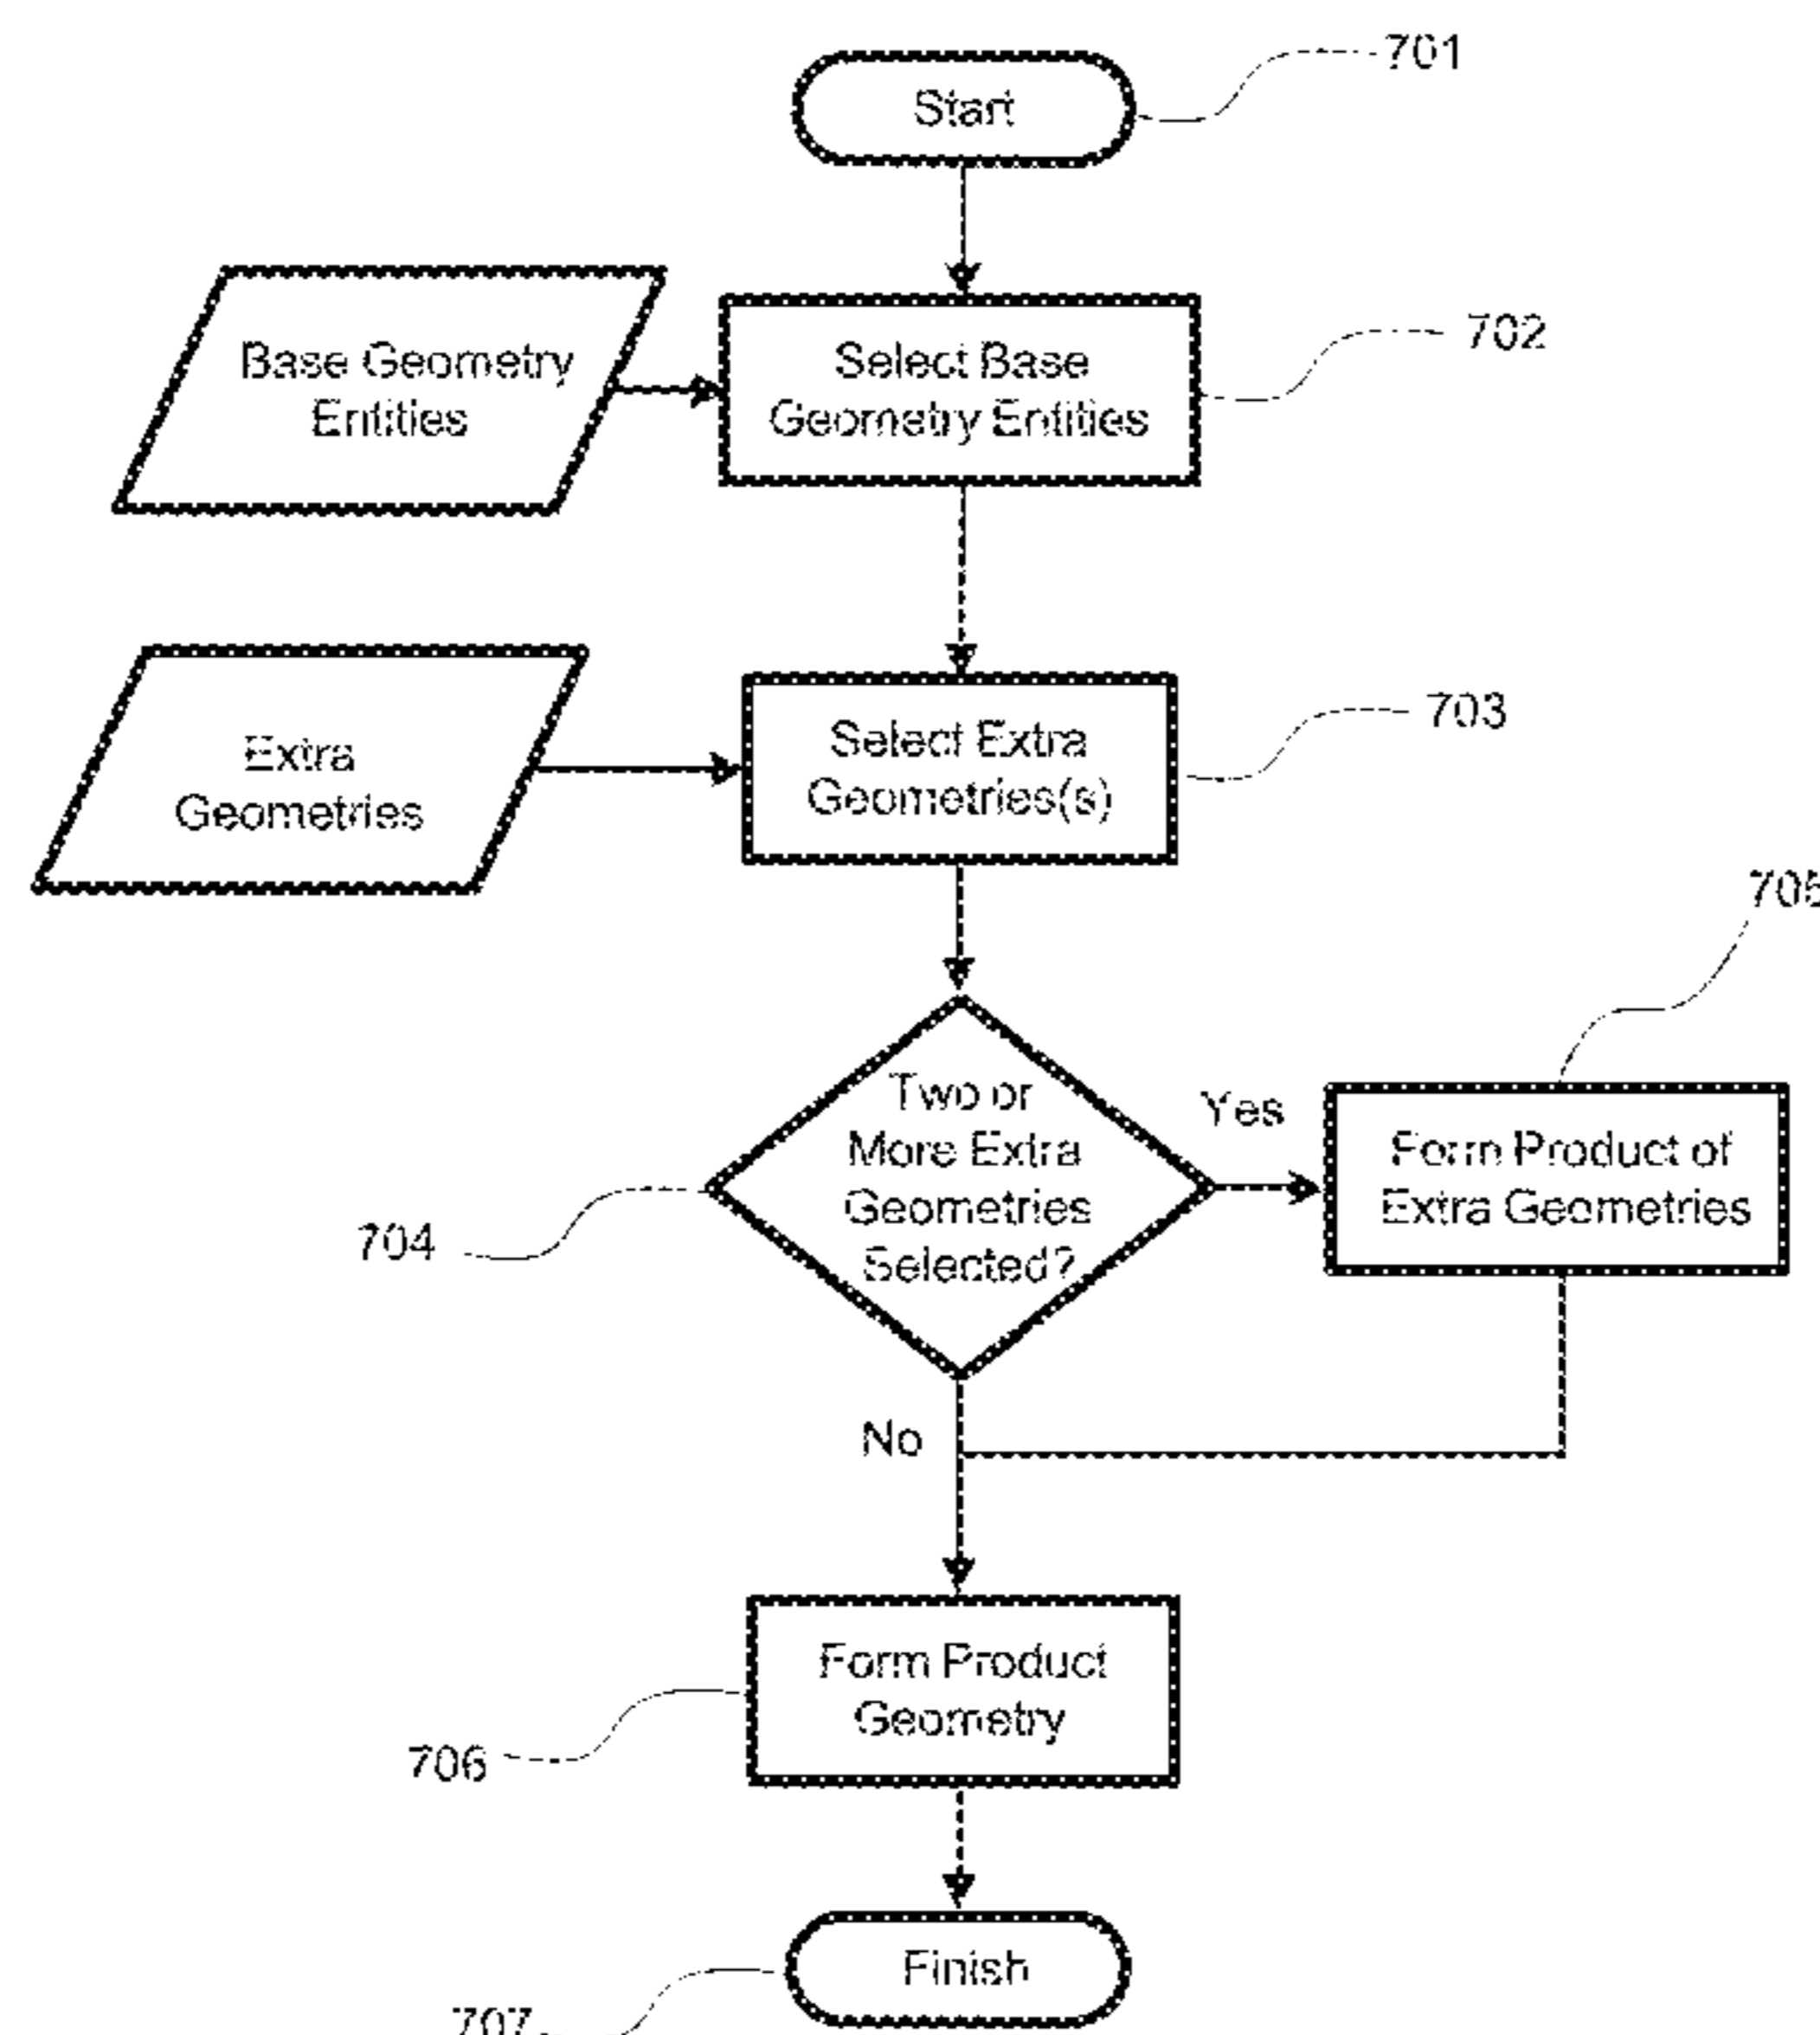 701
Start
Base Geometry
Entities
Select Base
Geometry Entities
702
Extra
Geometries
Select Extra
Geometries(s)
703
705
Two or
More Extra
Geometries
Selected?
Yes
Form Product of
Extra Geometries
704
No
Form Product
Geometry
706
Finish
707